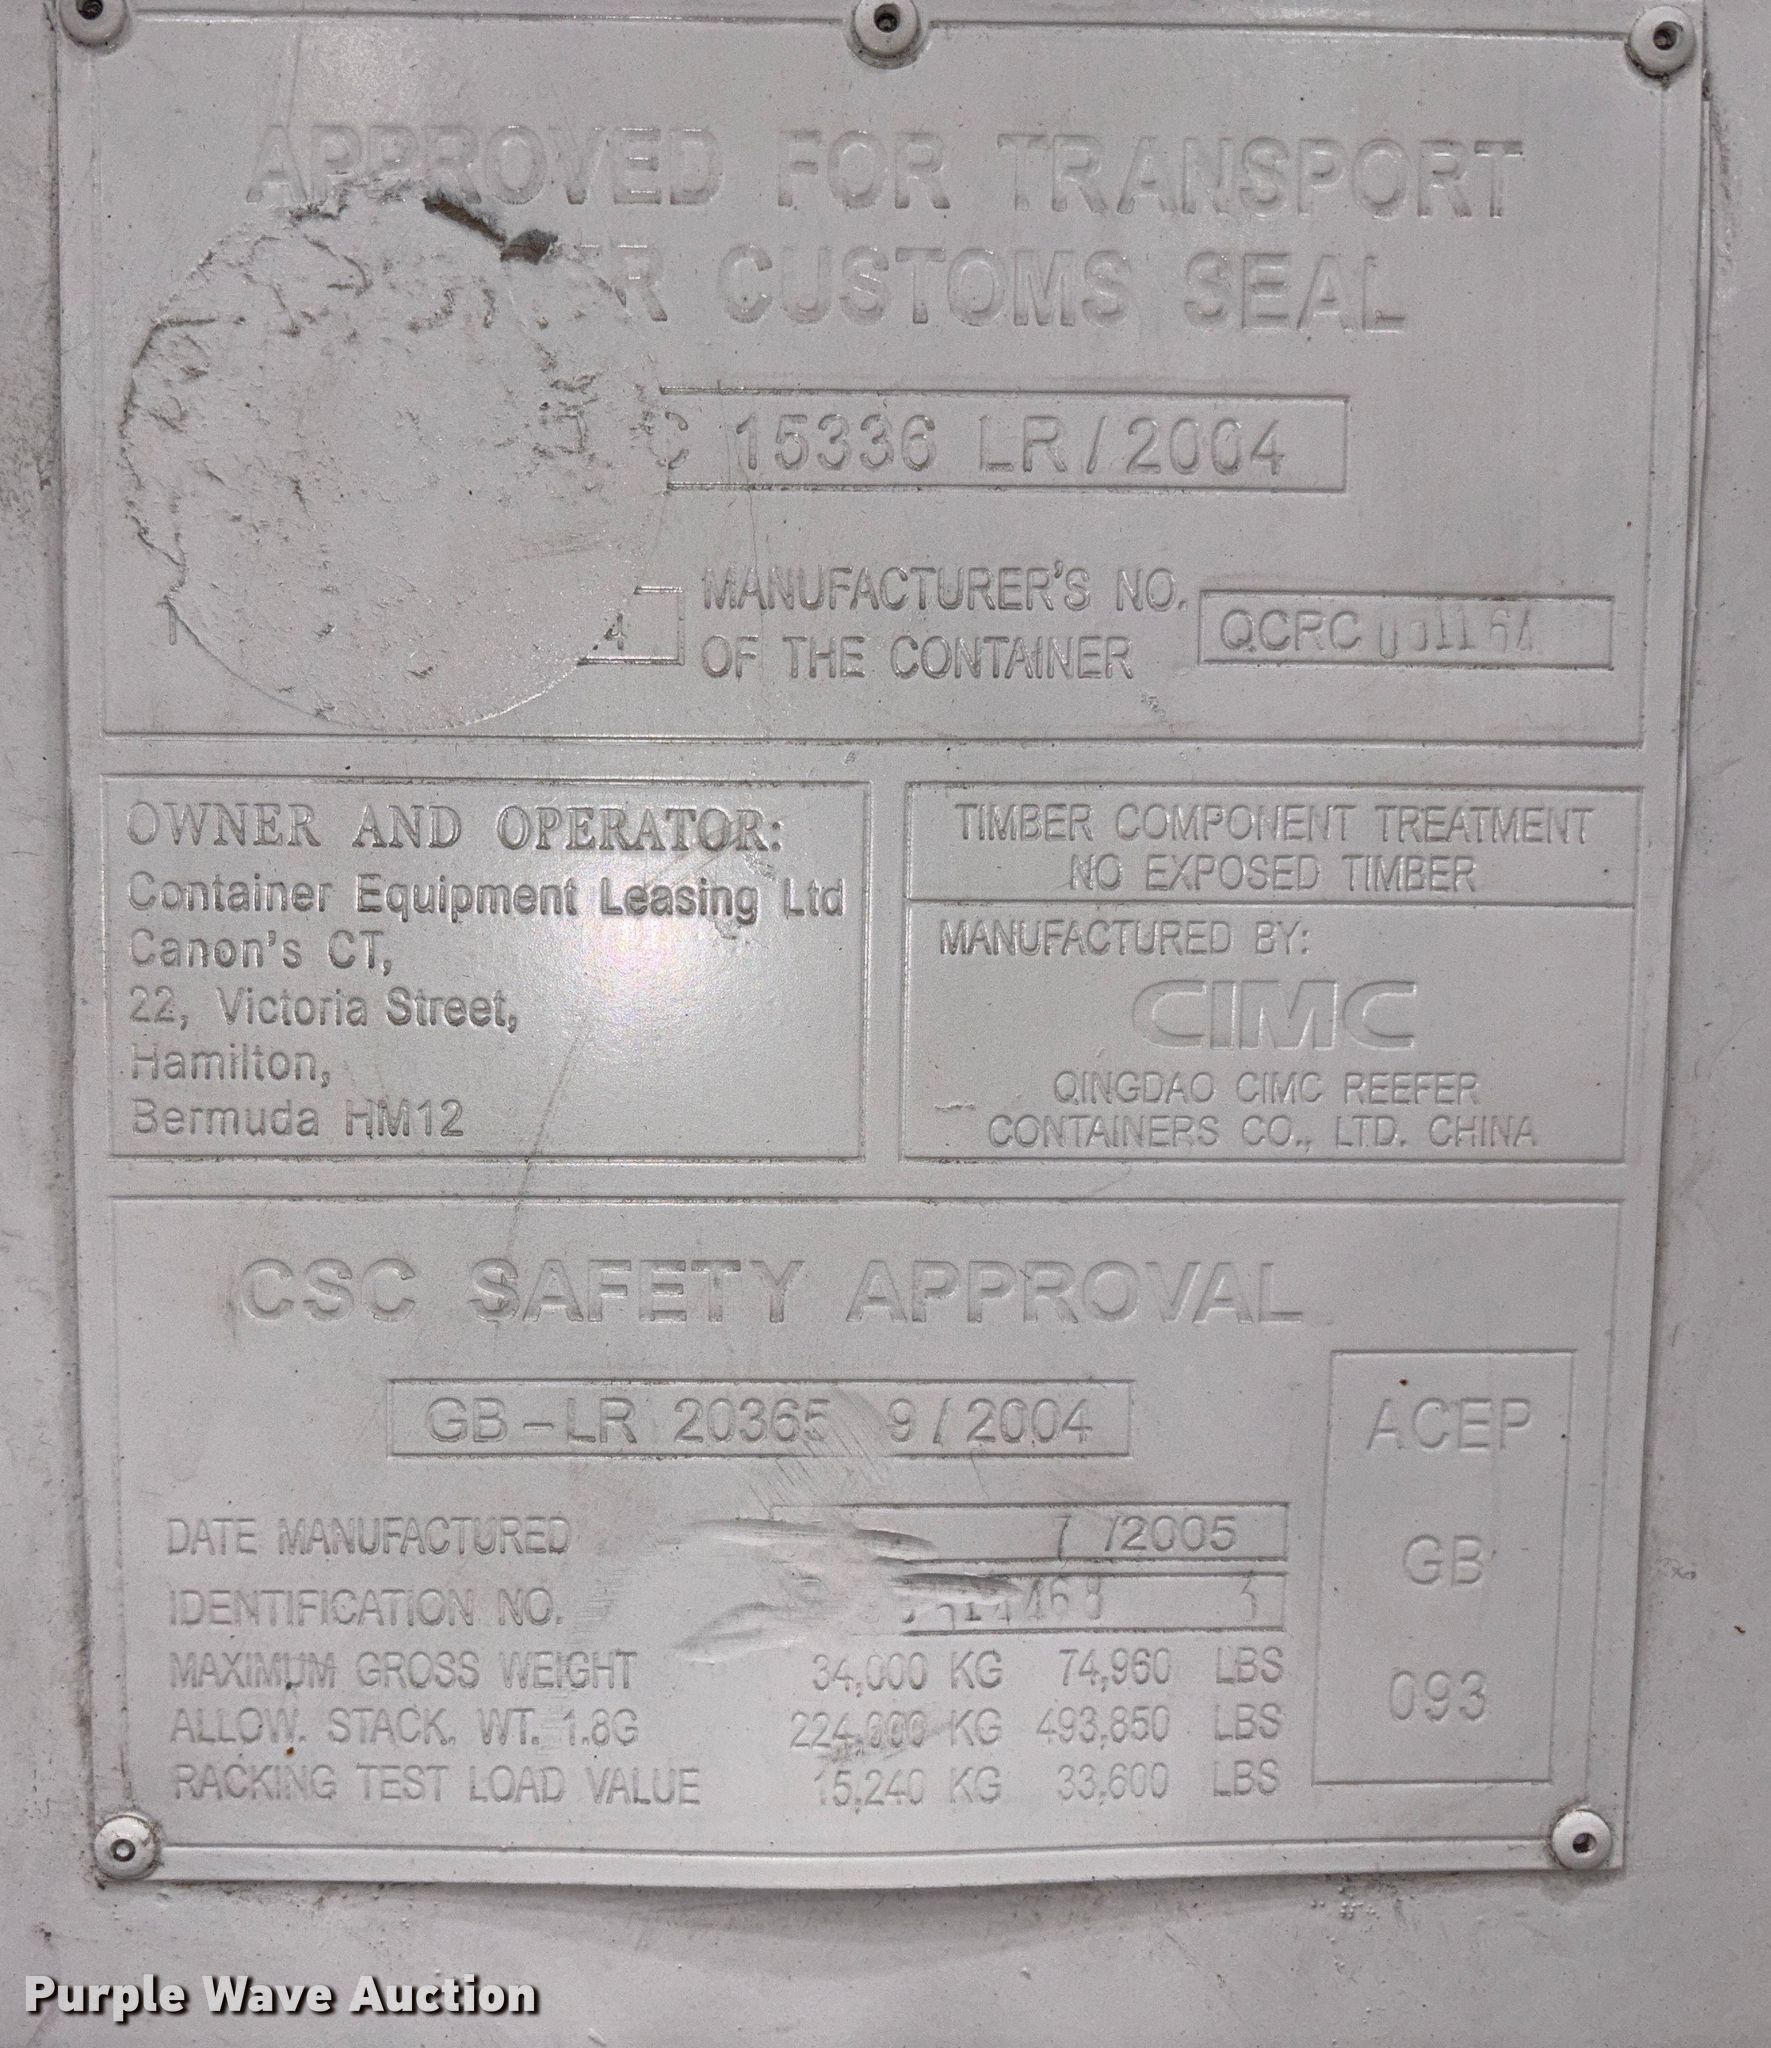 APPROVED FOR TRANSPORT
CUSTOMS SEAL
C 15336 LR / 2004
MANUFACTURER'S NO.
OF THE CONTAINER
QCRC
OWNER AND OPERATOR:
Container Equipment Leasing Ltd
Canon's CT,
22, Victoria Street,
Hamilton,
Bermuda HM12
TIMBER COMPONENT TREATMENT
NO EXPOSED TIMBER
MANUFACTURED BY:
CIMC
QINGDAO CIMC REEFER
CONTAINERS CO., LTD. CHINA
CSC SAFETY APPROVAL
GB - LR 20365 9 / 2004
DATE MANUFACTURED 7 /2005
IDENTIFICATION NO.
MAXIMUM GROSS WEIGHT 34,000 KG 74,960 LBS
ALLOW. STACK. WT. 1.8G 224,000 KG 493,850 LBS
RACKING TEST LOAD VALUE 15,240 KG 33,600 LBS
ACEP
GB
093
Purple Wave Auction